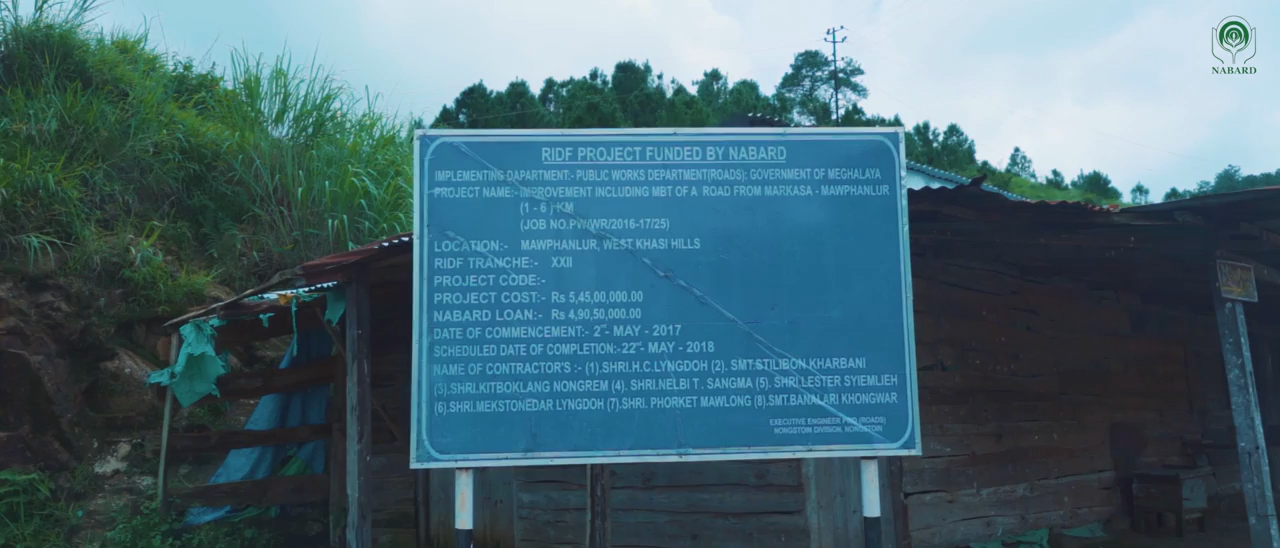 NABARD
RIDF PROJECT FUNDED BY NABARD
IMPLEMENTING DAPARTMENT:- PUBLIC WORKS DEPARTMENT(ROADS): GOVERNMENT OF MEGHALAYA
PROJECT NAME:- IMPROVEMENT INCLUDING MBT OF A ROAD FROM MARKASA - MAWPHANLUR
(1 - 6 ) KM
(JOB NO.PW/WR/2016-17/25)
LOCATION:- MAWPHANLUR, WEST KHASI HILLS
RIDF TRANCHE:- XXII
PROJECT CODE:-
PROJECT COST:- Rs 5,45,00,000.00
NABARD LOAN:- Rs 4,90,50,000.00
DATE OF COMMENCEMENT:- 2nd- MAY - 2017
SCHEDULED DATE OF COMPLETION:-22nd- MAY - 2018
NAME OF CONTRACTOR'S :- (1).SHRI.H.C.LYNGDOH (2). SMT.STILIBON KHARBANI
(3).SHRI.KITBOKLANG NONGREM (4). SHRI.NELBI T. SANGMA (5). SHRI.LESTER SYIEMLIEH
(6).SHRI.MEKSTONEDAR LYNGDOH (7).SHRI. PHORKET MAWLONG (8).SMT.BANALARI KHONGWAR
EXECUTIVE ENGINEER PWD (ROADS)
NONGSTOIN DIVISION, NONGSTOIN